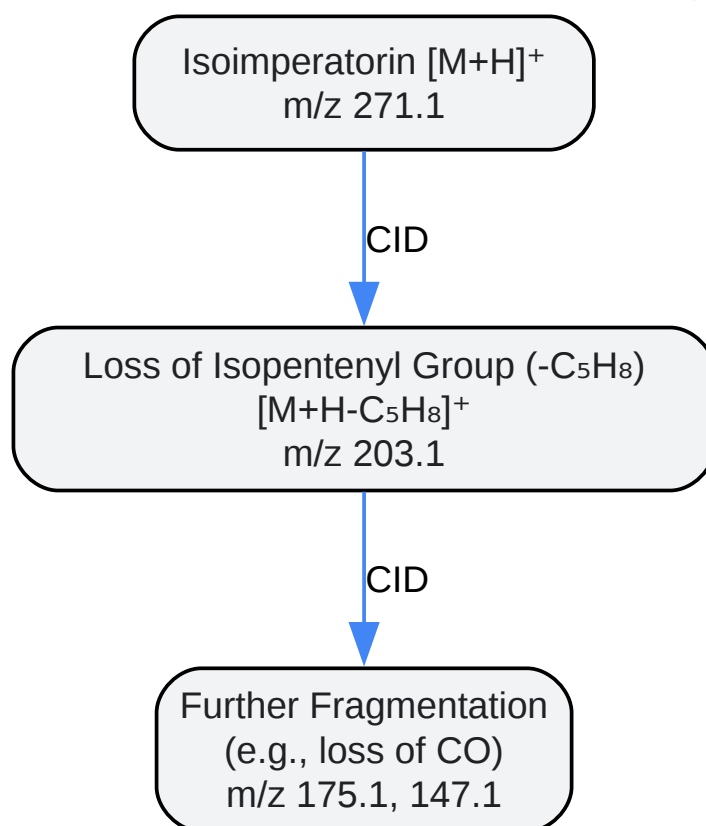 Isoimperatorin [M+H]⁺
m/z 271.1
CID
Loss of Isopentenyl Group (-C₅H₈)
[M+H-C₅H₈]⁺
m/z 203.1
CID
Further Fragmentation
(e.g., loss of CO)
m/z 175.1, 147.1